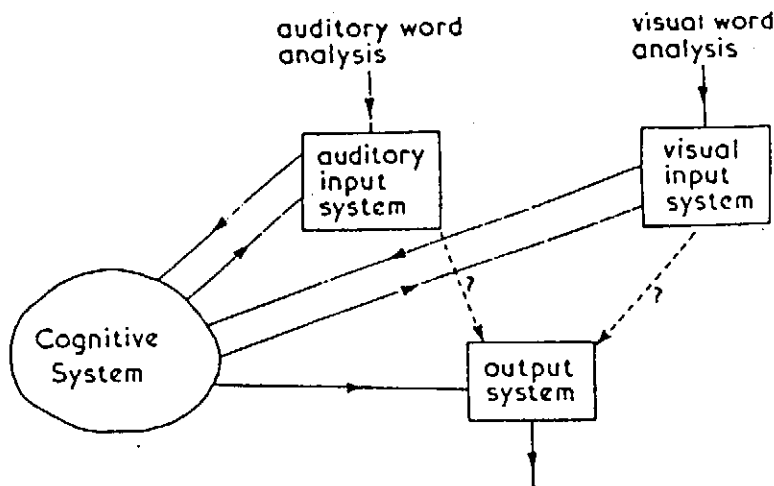 auditory word
analysis
visual word
analysis
auditory
input
system
visual
input
system
?
?
Cognitive
System
output
system